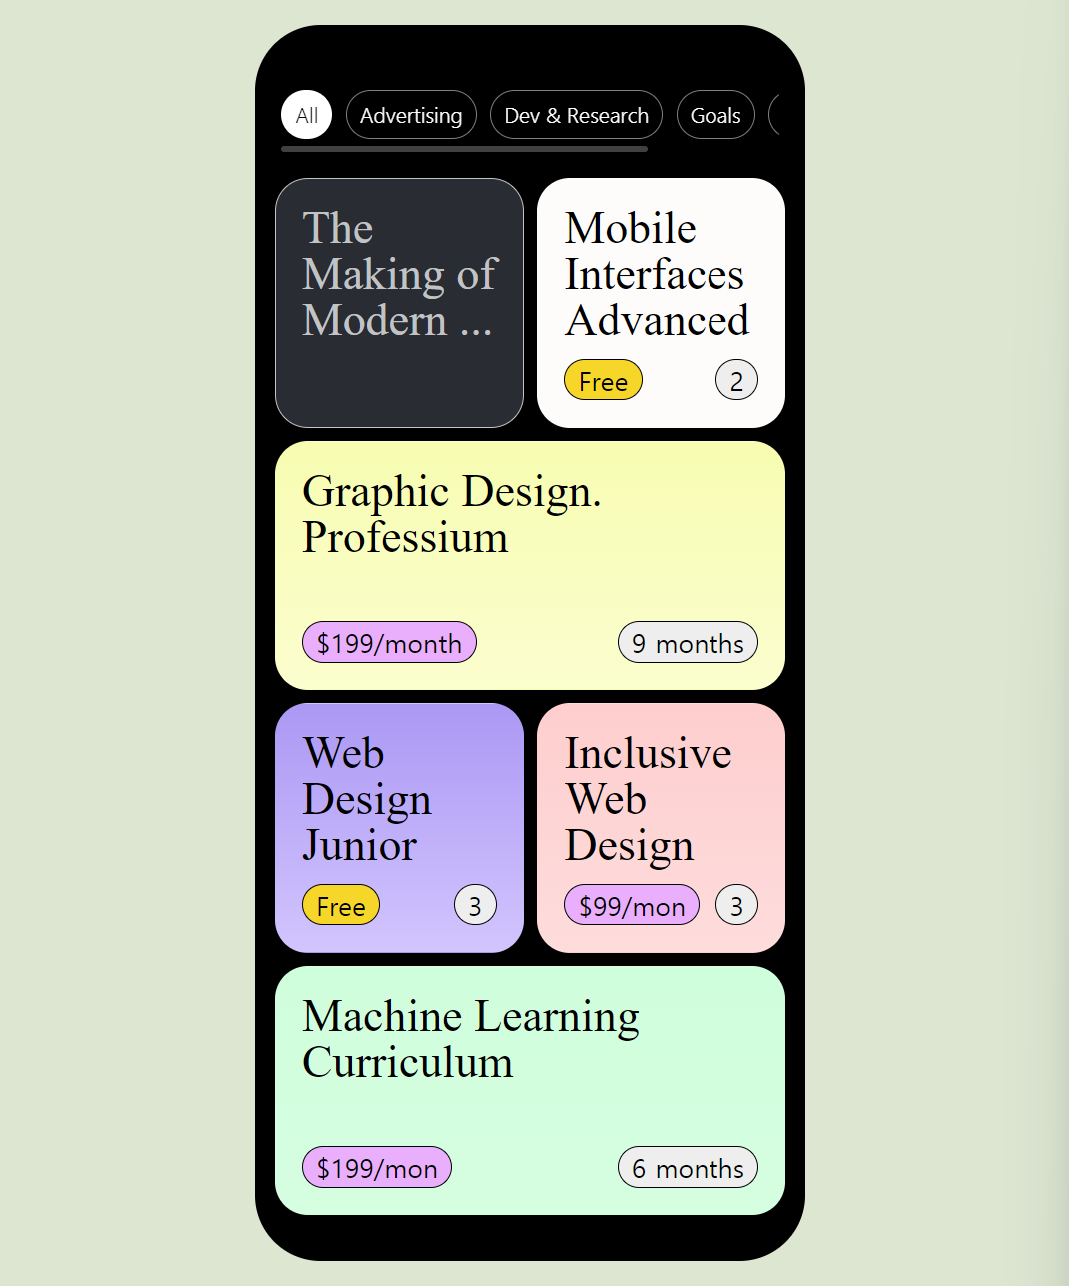 All Advertising Dev & Research Goals
The
Making of
Modern ...
Mobile
Interfaces
Advanced
Free 2
Graphic Design.
Professium
$199/month 9 months
Web
Design
Junior
Free 3
Inclusive
Web
Design
$99/mon 3
Machine Learning
Curriculum
$199/mon 6 months